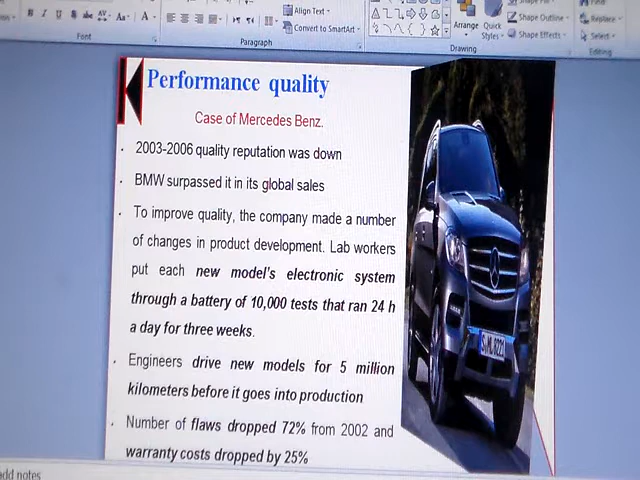 Font
Paragraph
Drawing
Editing
Align Text
Convert to SmartArt
Arrange
Quick
Styles
Shape Outline
Shape Effects
Find
Replace
Select
Performance quality
Case of Mercedes Benz.
2003-2006 quality reputation was down
BMW surpassed it in its global sales
To improve quality, the company made a number
of changes in product development. Lab workers
put each new model's electronic system
through a battery of 10,000 tests that ran 24 h
a day for three weeks.
Engineers drive new models for 5 million
kilometers before it goes into production
Number of flaws dropped 72% from 2002 and
warranty costs dropped by 25%
add notes